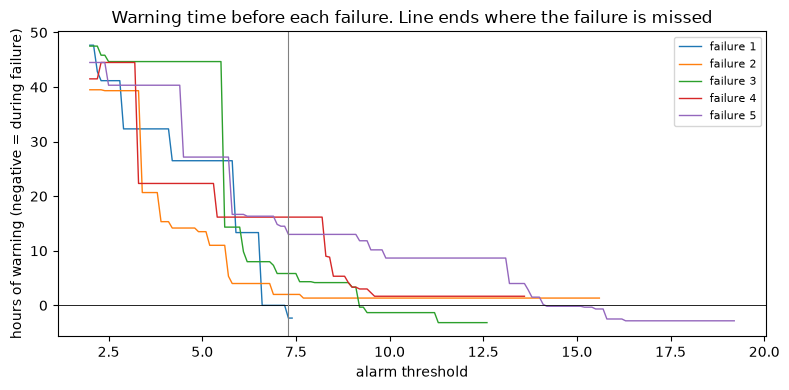 Warning time before each failure. Line ends where the failure is missed
hours of warning (negative = during failure)
50
40
30
20
10
0
failure 1
failure 2
failure 3
failure 4
failure 5
2.5 5.0 7.5 10.0 12.5 15.0 17.5 20.0
alarm threshold